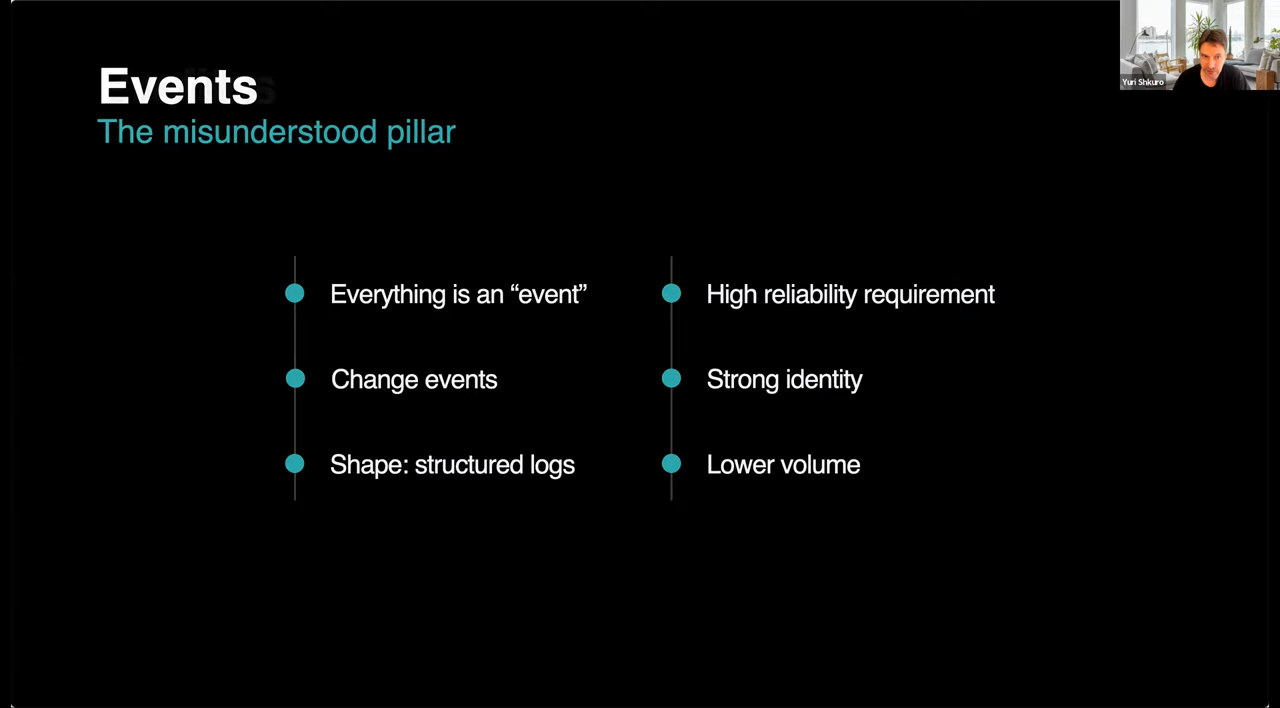 Events
The misunderstood pillar
Everything is an “event”
Change events
Shape: structured logs
High reliability requirement
Strong identity
Lower volume
Yuri Shkuro